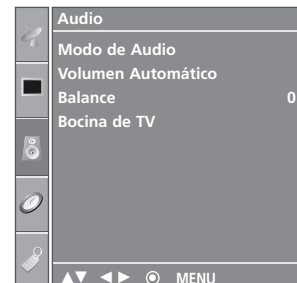 Audio
Modo de Audio
Volumen Automático
Balance 0
Bocina de TV
MENU